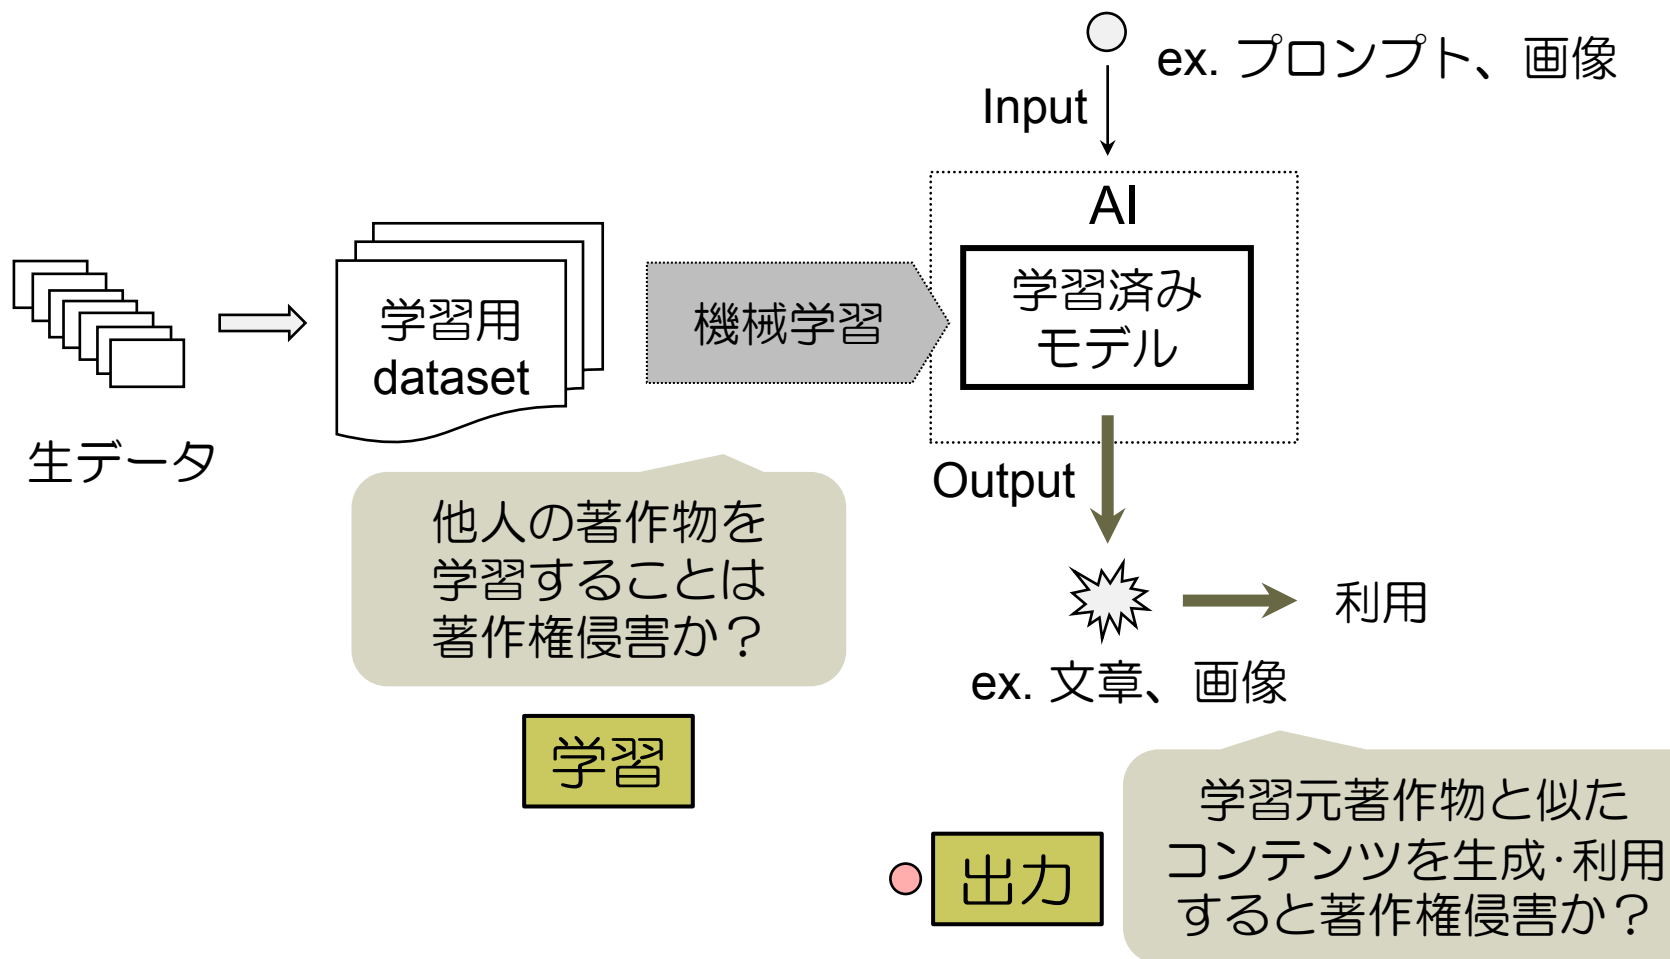 ex. プロンプト、画像
Input
AI
学習済み
モデル
機械学習
学習用
dataset
生データ
Output
他人の著作物を
学習することは
著作権侵害か？
利用
ex. 文章、画像
学習
学習元著作物と似た
コンテンツを生成･利用
すると著作権侵害か？
出力